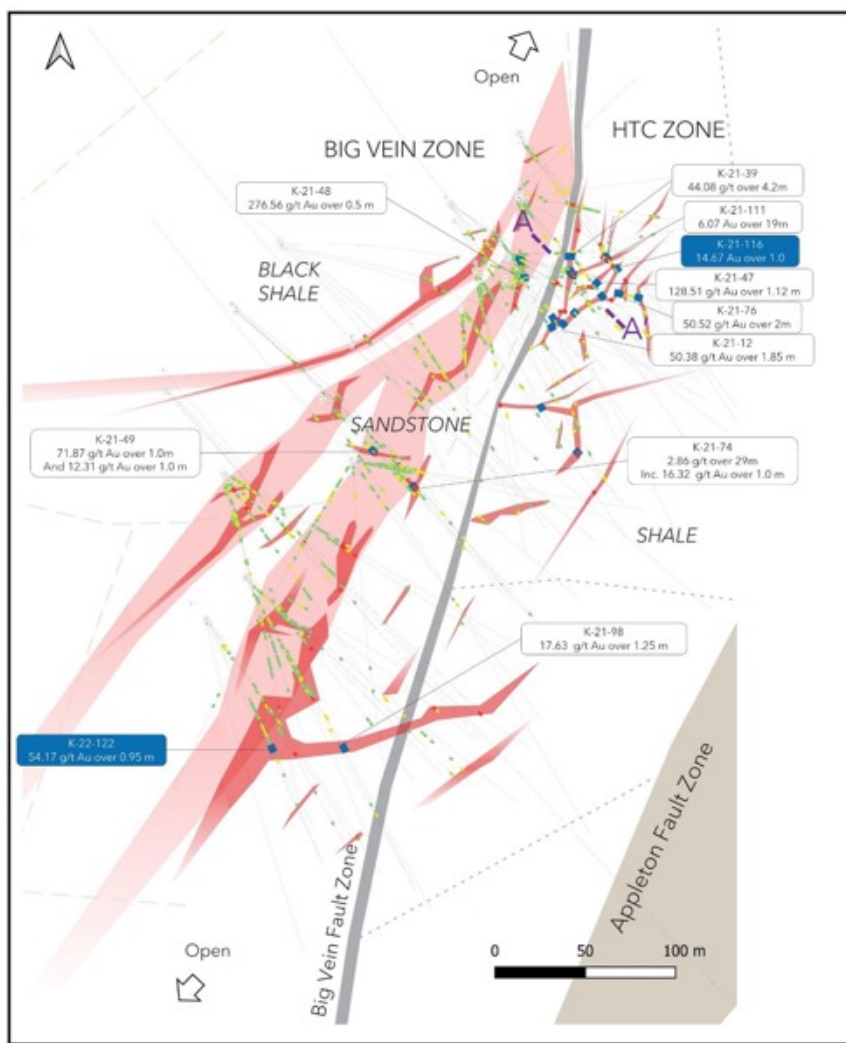 Open
HTC ZONE
BIG VEIN ZONE
K-21-39
44.08 g/t over 4.2m
K-21-48
276.56 g/t Au over 0.5 m
K-21-111
6.07 Au over 19m
A
K-21-116
14.67 Au over 1.0
BLACK
SHALE
K-21-47
128.51 g/t Au over 1.12 m
K-21-76
50.52 g/t Au over 2m
A
K-21-12
50.38 g/t Au over 1.85 m
SANDSTONE
K-21-49
71.87 g/t Au over 1.0m
And 12.31 g/t Au over 1.0 m
K-21-74
2.86 g/t over 29m
Inc. 16.32 g/t Au over 1.0 m
SHALE
K-21-98
17.63 g/t Au over 1.25 m
K-22-122
54.17 g/t Au over 0.95 m
Appleton Fault Zone
Big Vein Fault Zone
Open
0 50 100 m